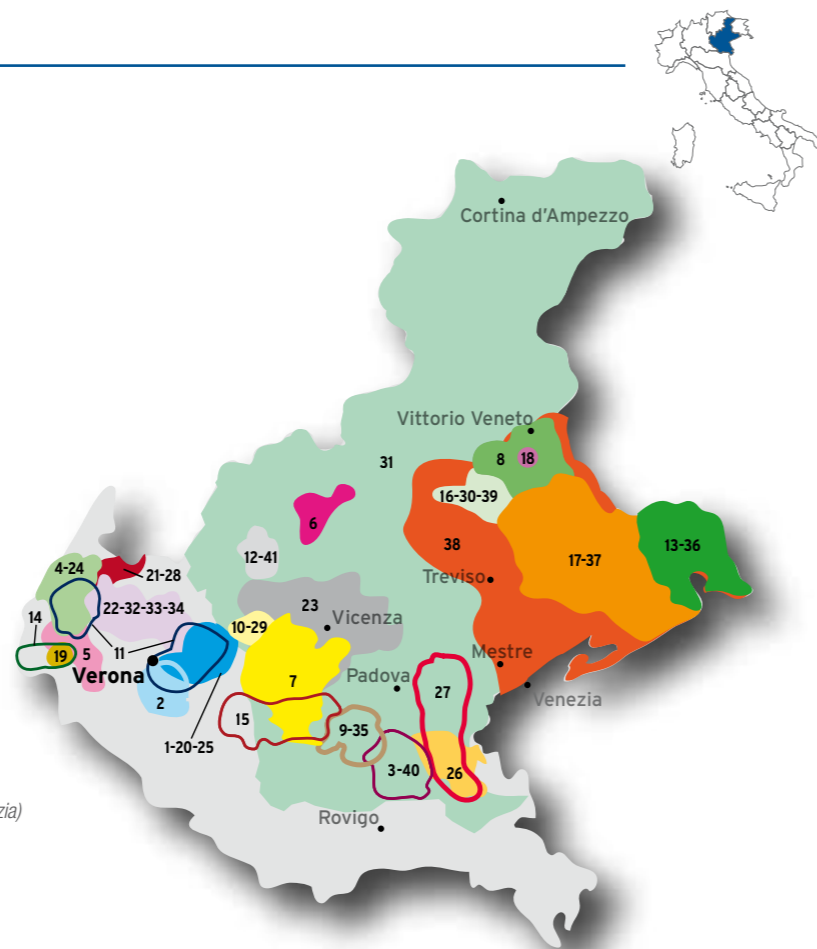 Cortina d'Ampezzo
Vittorio Veneto
31
8
18
16-30-39
6
38
17-37
13-36
12-41
4-24
21-28
Treviso
22-32-33-34
23
Vicenza
14
10-29
11
19
5
Verona
Mestre
7
Padova
27
Venezia
2
15
9-35
1-20-25
3-40
26
zia)
Rovigo